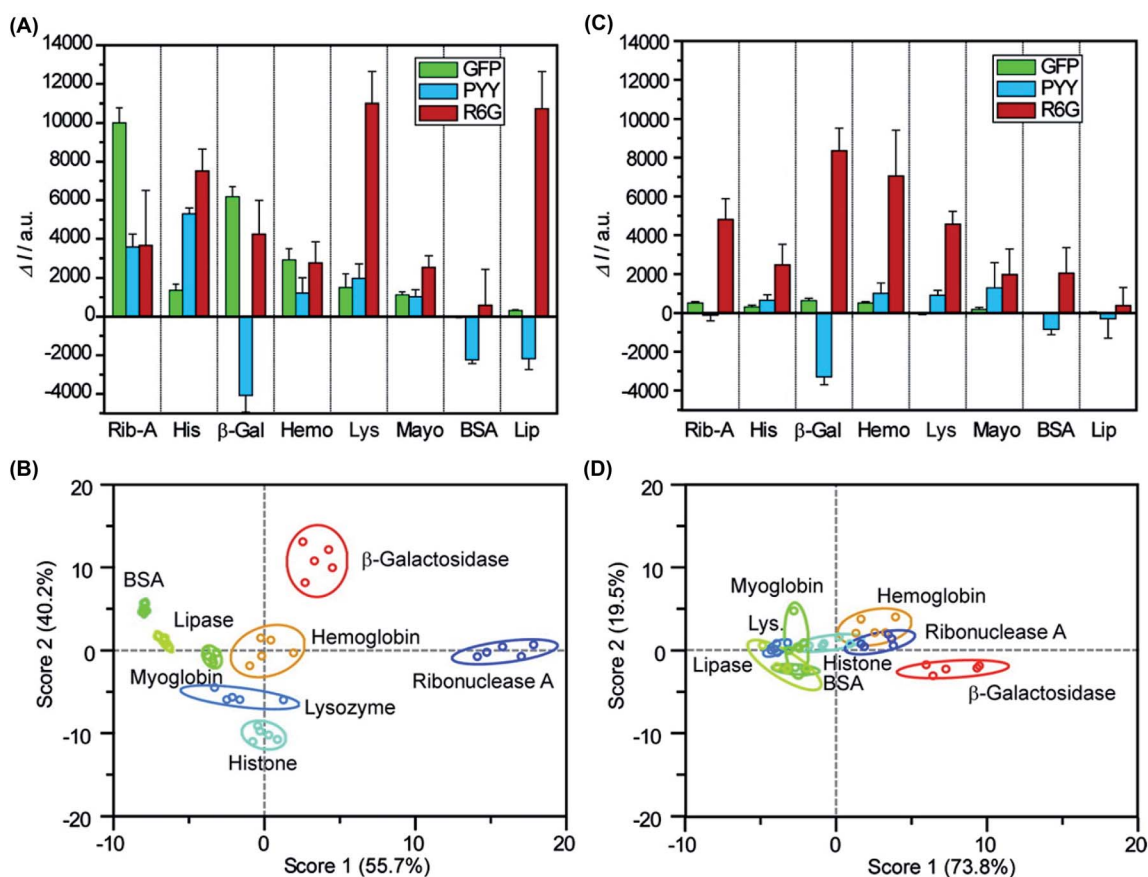 (A)
14000
12000
10000
8000
6000
4000
2000
0
-2000
-4000
ΔI / a.u.
GFP
PYY
R6G
Rib-A His β-Gal Hemo Lys Mayo BSA Lip
(C)
14000
12000
10000
8000
6000
4000
2000
0
-2000
-4000
ΔI / a.u.
GFP
PYY
R6G
Rib-A His β-Gal Hemo Lys Mayo BSA Lip
(B)
20
10
0
-10
-20
Score 2 (40.2%)
β-Galactosidase
BSA
Lipase
Hemoglobin
Myoglobin
Ribonuclease A
Lysozyme
Histone
-10 0 10 20
Score 1 (55.7%)
(D)
20
10
0
-10
-20
Score 2 (19.5%)
Myoglobin
Hemoglobin
Lys.
Ribonuclease A
Lipase
Histone
BSA
β-Galactosidase
-10 0 10 20
Score 1 (73.8%)